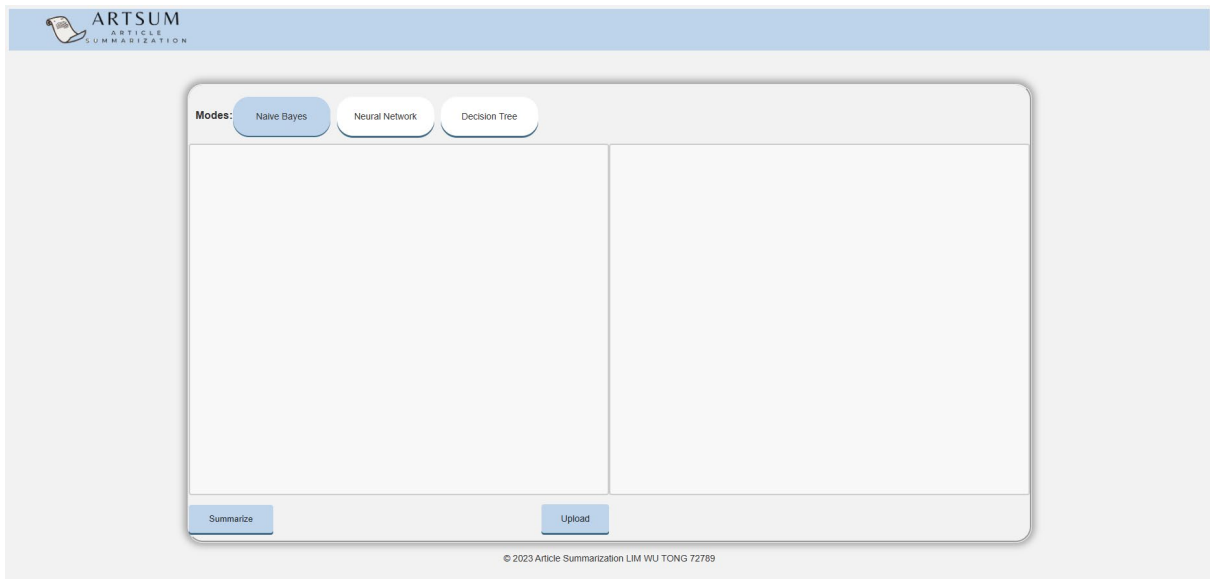 ARTSUM
ARTICLE
SUMMARIZATION
Modes: Naive Bayes Neural Network Decision Tree
Summarize Upload
© 2023 Article Summarization LIM WU TONG 72789